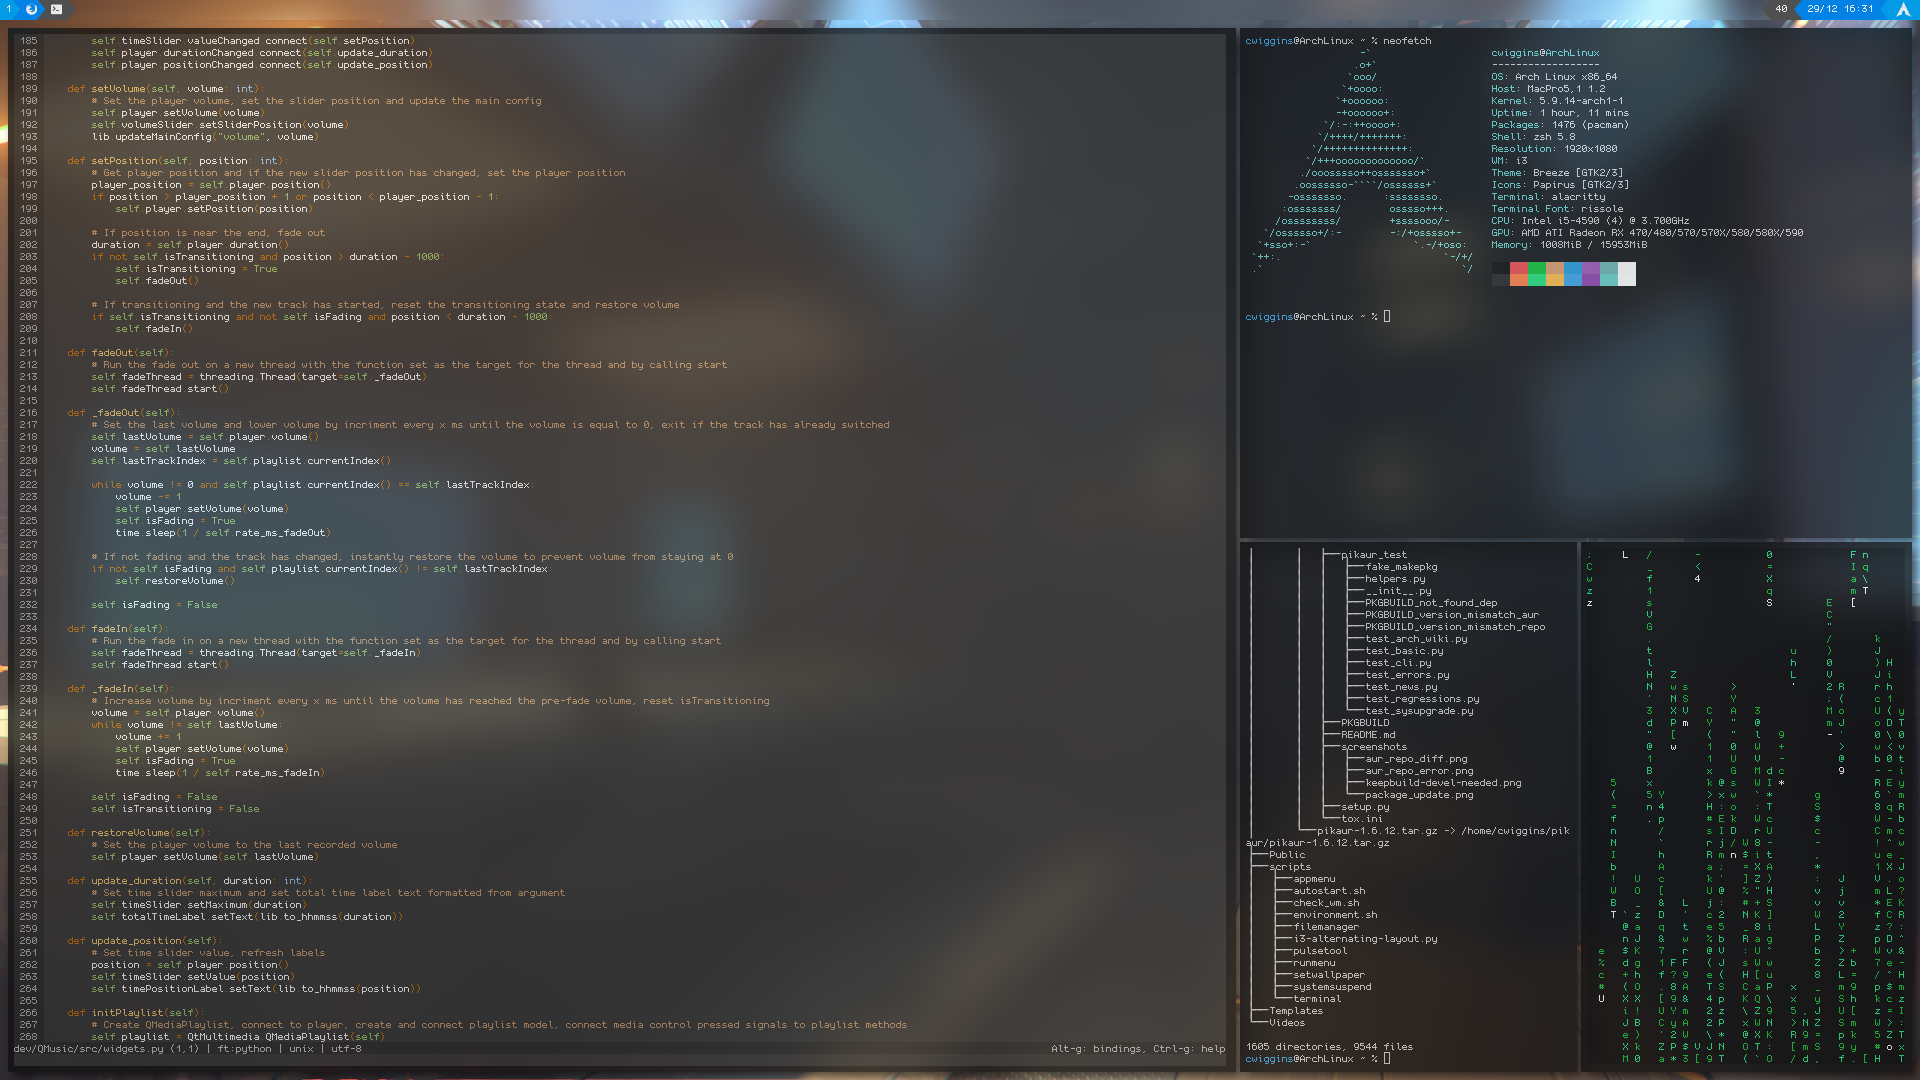 1
40
29/12 16:31
185 self.timeSlider.valueChanged.connect(self.setPosition)
186 self.player.durationChanged.connect(self.update_duration)
187 self.player.positionChanged.connect(self.update_position)
188
189 def setVolume(self, volume: int):
190 # Set the player volume, set the slider position and update the main config
191 self.player.setVolume(volume)
192 self.volumeSlider.setSliderPosition(volume)
193 lib.updateMainConfig("volume", volume)
194
195 def setPosition(self, position: int):
196 # Get player position and if the new slider position has changed, set the player position
197 player_position = self.player.position()
198 if position > player_position + 1 or position < player_position - 1:
199 self.player.setPosition(position)
200
201 # If position is near the end, fade out
202 duration = self.player.duration()
203 if not self.isTransitioning and position > duration - 1000:
204 self.isTransitioning = True
205 self.fadeOut()
206
207 # If transitioning and the new track has started, reset the transitioning state and restore volume
208 if self.isTransitioning and not self.isFading and position < duration - 1000:
209 self.fadeIn()
210
211 def fadeOut(self):
212 # Run the fade out on a new thread with the function set as the target for the thread and by calling start
213 self.fadeThread = threading.Thread(target=self._fadeOut)
214 self.fadeThread.start()
215
216 def _fadeOut(self):
217 # Set the last volume and lower volume by incriment every x ms until the volume is equal to 0, exit if the track has already switched
218 self.lastVolume = self.player.volume()
219 volume = self.lastVolume
220 self.lastTrackIndex = self.playlist.currentIndex()
221
222 while volume != 0 and self.playlist.currentIndex() == self.lastTrackIndex:
223 volume -= 1
224 self.player.setVolume(volume)
225 self.isFading = True
226 time.sleep(1 / self.rate_ms_fadeOut)
227
228 # If not fading and the track has changed, instantly restore the volume to prevent volume from staying at 0
229 if not self.isFading and self.playlist.currentIndex() != self.lastTrackIndex:
230 self.restoreVolume()
231
232 self.isFading = False
233
234 def fadeIn(self):
235 # Run the fade in on a new thread with the function set as the target for the thread and by calling start
236 self.fadeThread = threading.Thread(target=self._fadeIn)
237 self.fadeThread.start()
238
239 def _fadeIn(self):
240 # Increase volume by incriment every x ms until the volume has reached the pre-fade volume, reset isTransitioning
241 volume = self.player.volume()
242 while volume != self.lastVolume:
243 volume += 1
244 self.player.setVolume(volume)
245 self.isFading = True
246 time.sleep(1 / self.rate_ms_fadeIn)
247
248 self.isFading = False
249 self.isTransitioning = False
250
251 def restoreVolume(self):
252 # Set the player volume to the last recorded volume
253 self.player.setVolume(self.lastVolume)
254
255 def update_duration(self, duration: int):
256 # Set time slider maximum and set total time label text formatted from argument
257 self.timeSlider.setMaximum(duration)
258 self.totalTimeLabel.setText(lib.to_hhmmss(duration))
259
260 def update_position(self):
261 # Set time slider value, refresh labels
262 position = self.player.position()
263 self.timeSlider.setValue(position)
264 self.timePositionLabel.setText(lib.to_hhmmss(position))
265
266 def initPlaylist(self):
267 # Create QMediaPlaylist, connect to player, create and connect playlist model, connect media control pressed signals to playlist methods
268 self.playlist = QtMultimedia.QMediaPlaylist(self)
dev/QMusic/src/widgets.py (1,1) | ft:python | unix | utf-8
Alt-g: bindings, Ctrl-g: help
cwiggins@ArchLinux ~ % neofetch
cwiggins@ArchLinux
------------------
OS: Arch Linux x86_64
Host: MacPro5,1 1.2
Kernel: 5.9.14-arch1-1
Uptime: 1 hour, 11 mins
Packages: 1476 (pacman)
Shell: zsh 5.8
Resolution: 1920x1080
WM: i3
Theme: Breeze [GTK2/3]
Icons: Papirus [GTK2/3]
Terminal: alacritty
Terminal Font: rissole
CPU: Intel i5-4590 (4) @ 3.700GHz
GPU: AMD ATI Radeon RX 470/480/570/570X/580/580X/590
Memory: 1008MiB / 15953MiB
cwiggins@ArchLinux ~ %
pikaur_test
fake_makepkg
helpers.py
__init__.py
PKGBUILD_not_found_dep
PKGBUILD_version_mismatch_aur
PKGBUILD_version_mismatch_repo
test_arch_wiki.py
test_basic.py
test_cli.py
test_errors.py
test_news.py
test_regressions.py
test_sysupgrade.py
PKGBUILD
README.md
screenshots
aur_repo_diff.png
aur_repo_error.png
keepbuild-devel-needed.png
package_update.png
setup.py
tox.ini
pikaur-1.6.12.tar.gz -> /home/cwiggins/pik
aur/pikaur-1.6.12.tar.gz
Public
scripts
appmenu
autostart.sh
check_wm.sh
environment.sh
filemanager
i3-alternating-layout.py
pulsetool
runmenu
setwallpaper
systemsuspend
terminal
Templates
Videos
1605 directories, 9544 files
cwiggins@ArchLinux ~ %